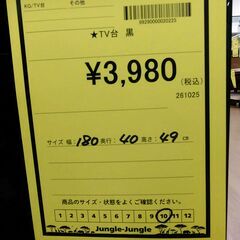 KG/TV台 その他
9929000000020223
★TV台 黒
¥3,980
(税込)
261025
サイズ 幅：180 奥行：40 高さ：49 cm
商品のサイズ・状態をよくご確認ください
1 2 3 4 5 6 7 8 9 10 11 12
Jungle-Jungle